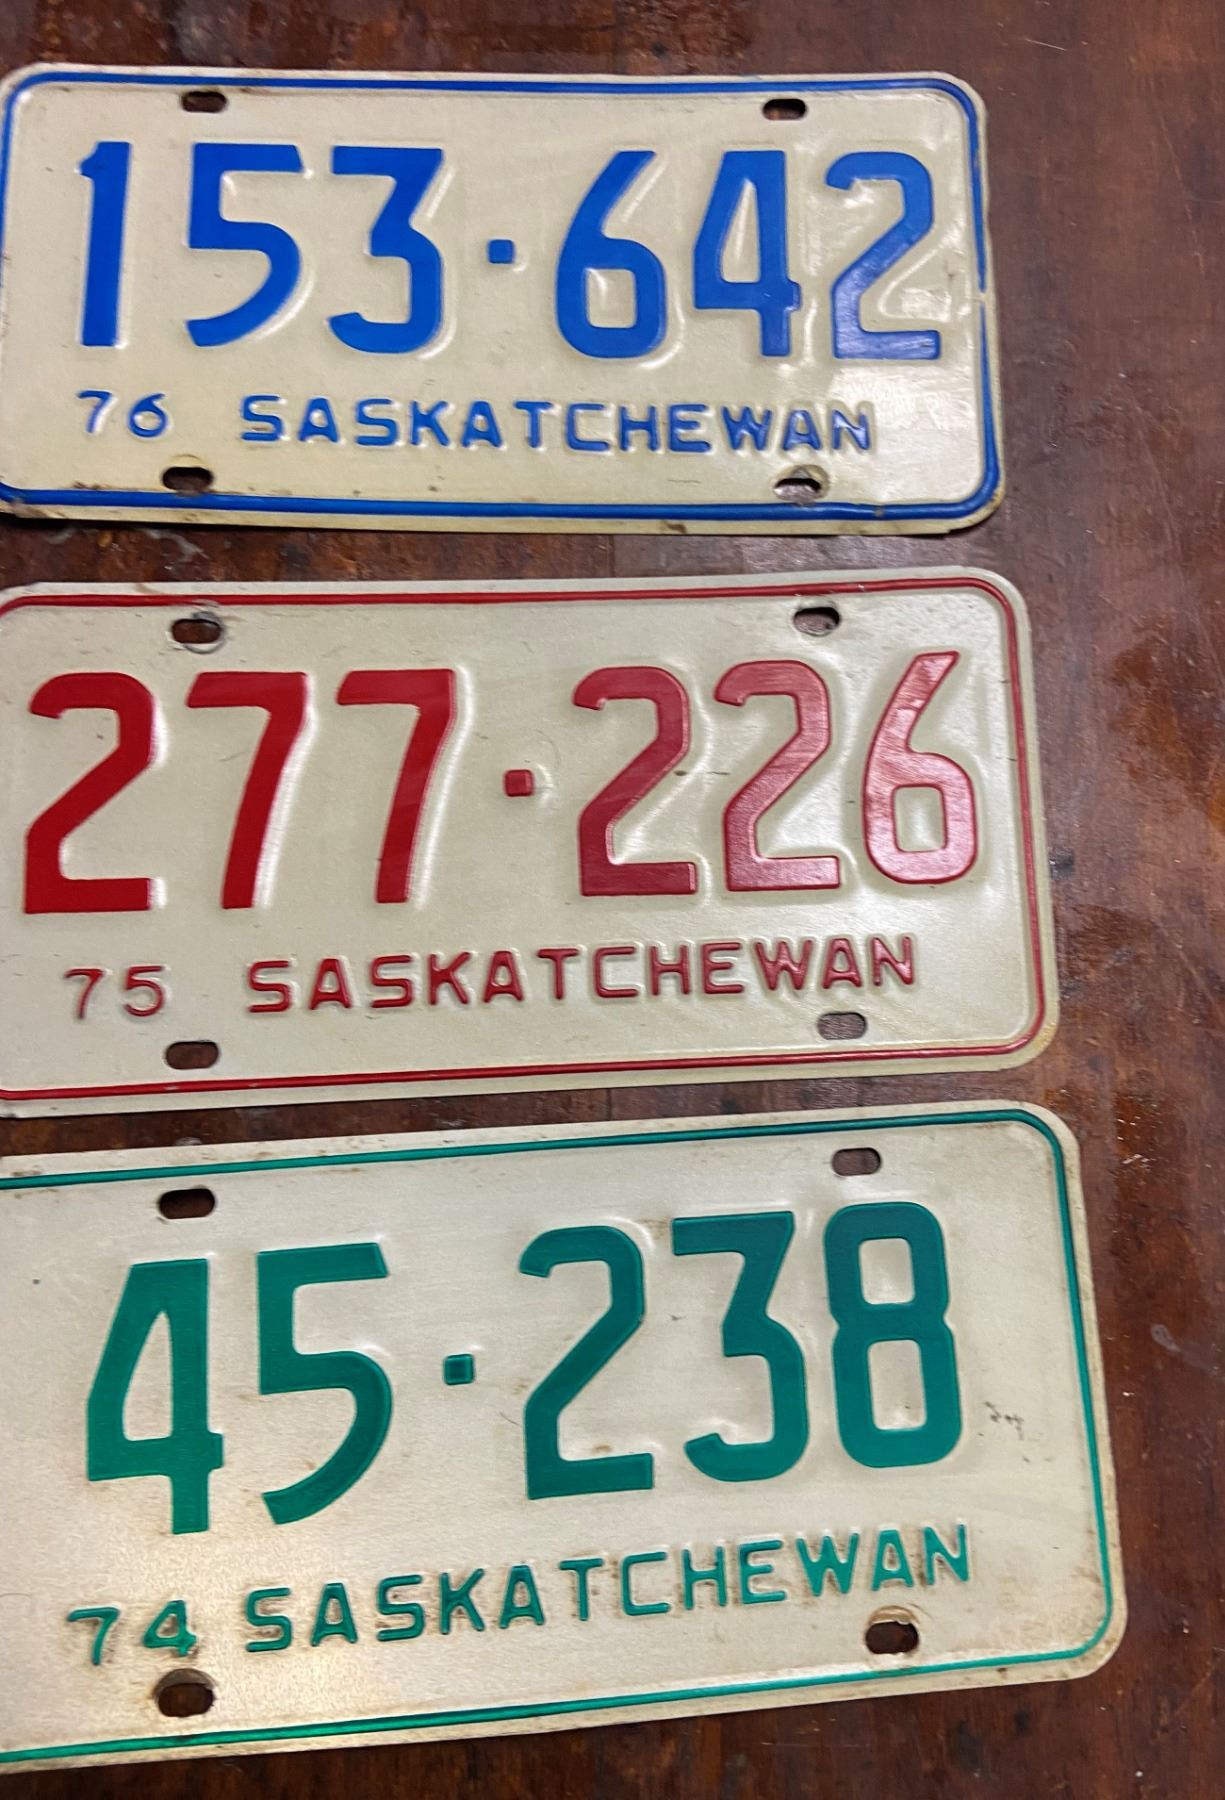 153·642
76 SASKATCHEWAN
277·226
75 SASKATCHEWAN
45·238
74 SASKATCHEWAN